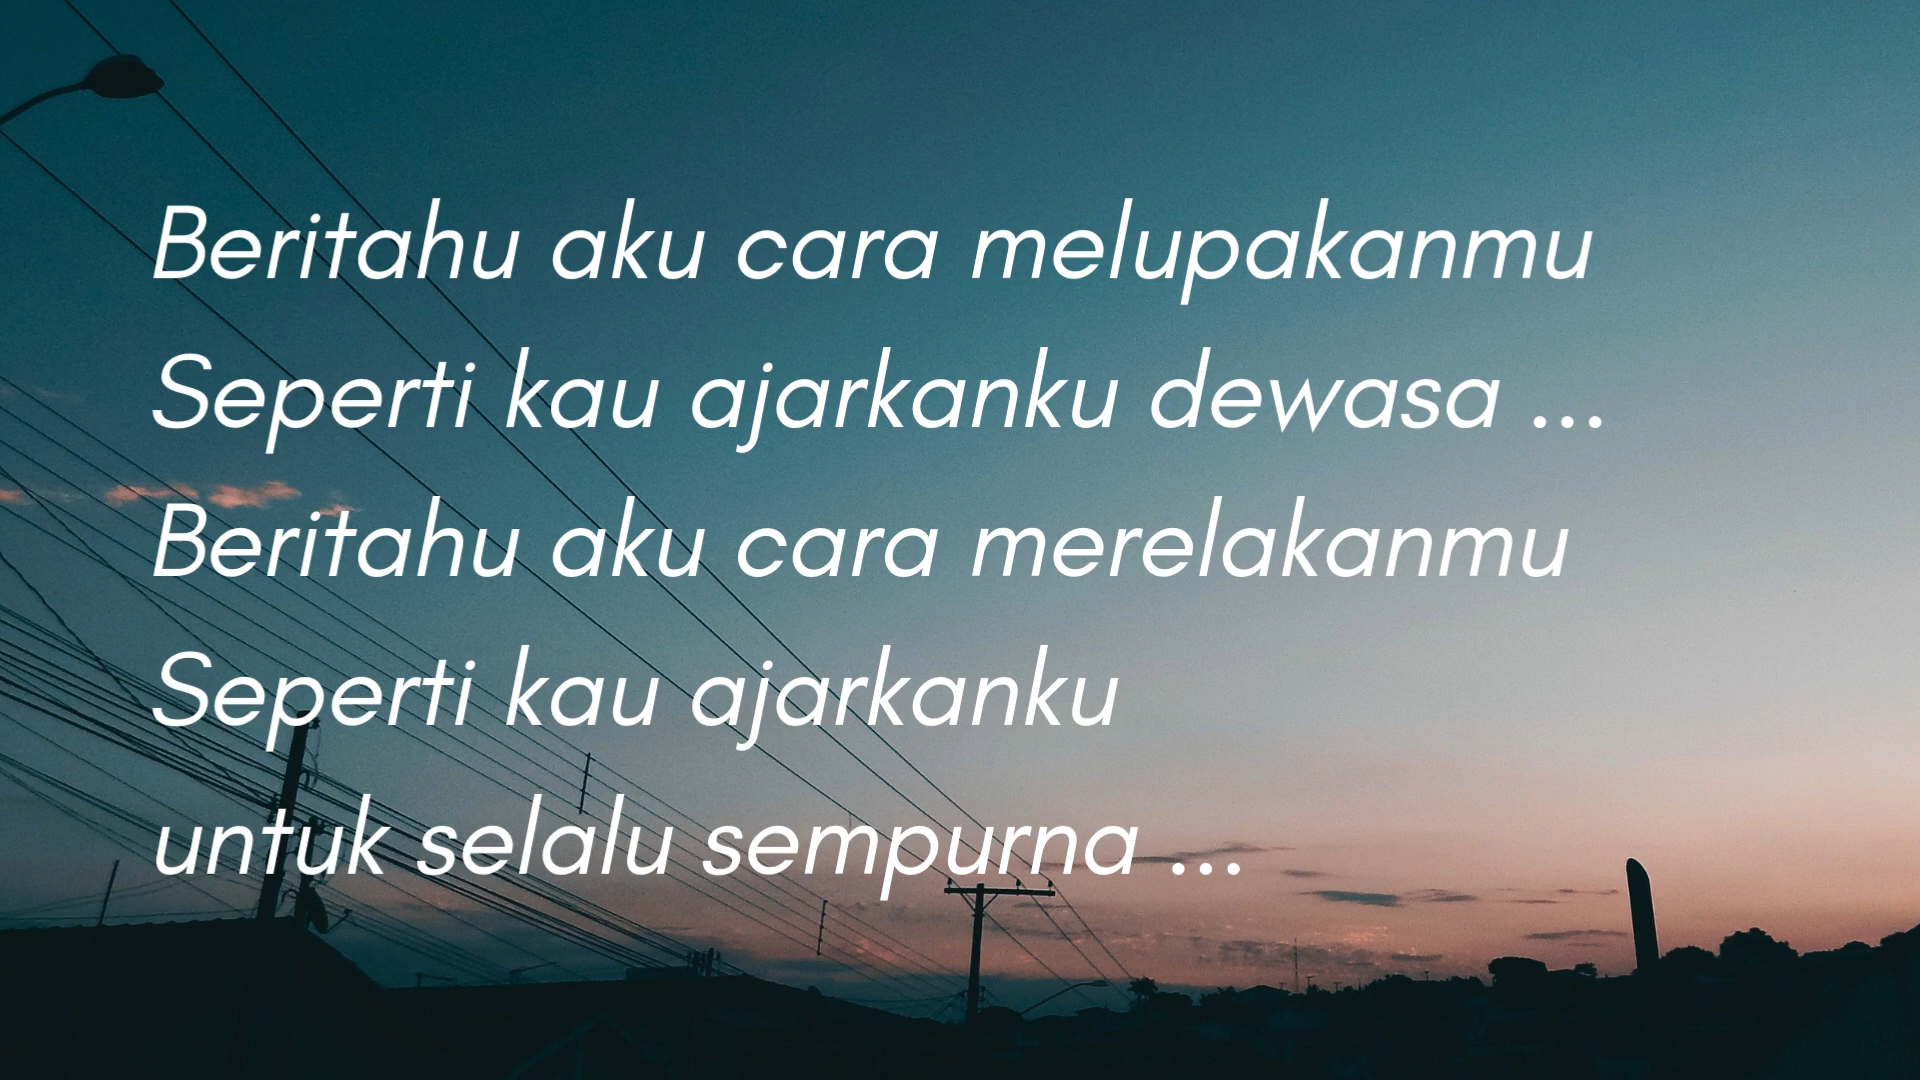 Beritahu aku cara melupakanmu
Seperti kau ajarkanku dewasa ...
Beritahu aku cara merelakanmu
Seperti kau ajarkanku
untuk selalu sempurna ...